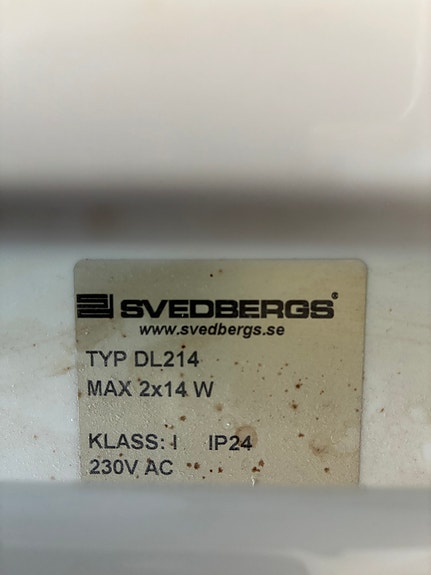 SVEDBERGS®
www.svedbergs.se
TYP DL214
MAX 2x14 W
KLASS: I IP24
230V AC